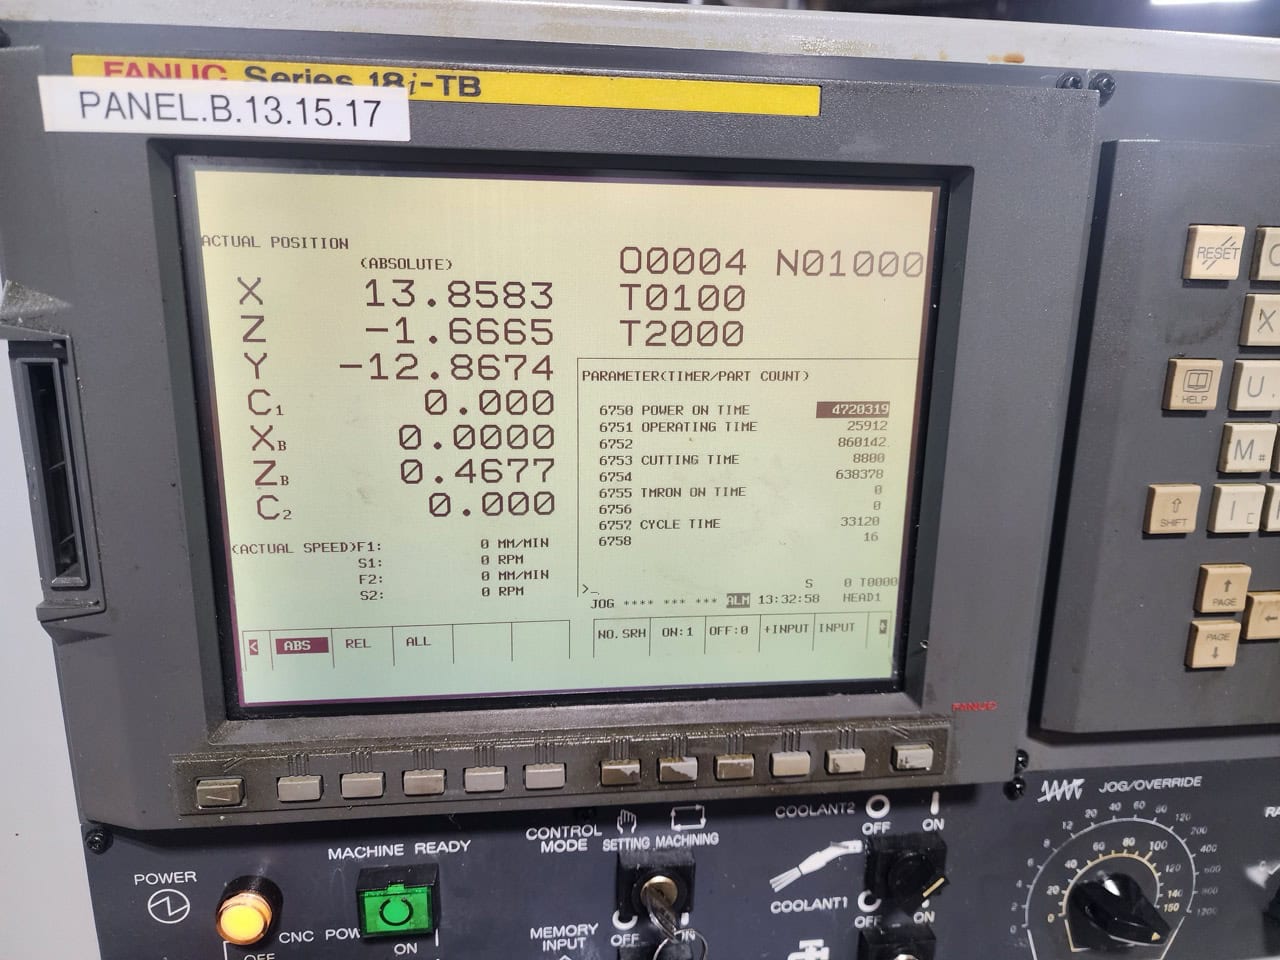 FANUC Series 18i-TB
PANEL.B.13.15.17
ACTUAL POSITION
(ABSOLUTE)
O0004 N01000
X 13.8583
T0100
Z -1.6665
T2000
Y -12.8674
C1 0.000
XB 0.0000
ZB 0.4677
C2 0.000
PARAMETER(TIMER/PART COUNT)
6750 POWER ON TIME 4720319
6751 OPERATING TIME 25912
6752 860142
6753 CUTTING TIME 8800
6754 638378
6755 TMRON ON TIME 0
6756 0
6757 CYCLE TIME 33120
6758 16
(ACTUAL SPEED)F1: 0 MM/MIN
S1: 0 RPM
F2: 0 MM/MIN
S2: 0 RPM
>_
S 0 T0000
JOG **** *** *** ALM 13:32:58 HEAD1
< ABS REL ALL
NO.SRH ON:1 OFF:0 +INPUT INPUT
FANUC
RESET
HELP
X
U
M
SHIFT
PAGE
PAGE
POWER
CNC POW
OFF
MACHINE READY
ON
CONTROL MODE
SETTING MACHINING
MEMORY INPUT
OFF ON
COOLANT2
OFF ON
COOLANT1
OFF ON
JOG/OVERRIDE